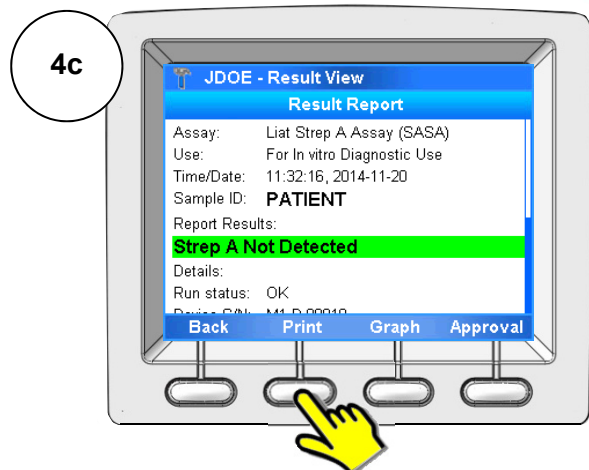 4c
JDOE - Result View
Result Report
Assay: Liat Strep A Assay (SASA)
Use: For In vitro Diagnostic Use
Time/Date: 11:32:16, 2014-11-20
Sample ID: PATIENT
Report Results:
Strep A Not Detected
Details:
Run status: OK
Back Print Graph Approval